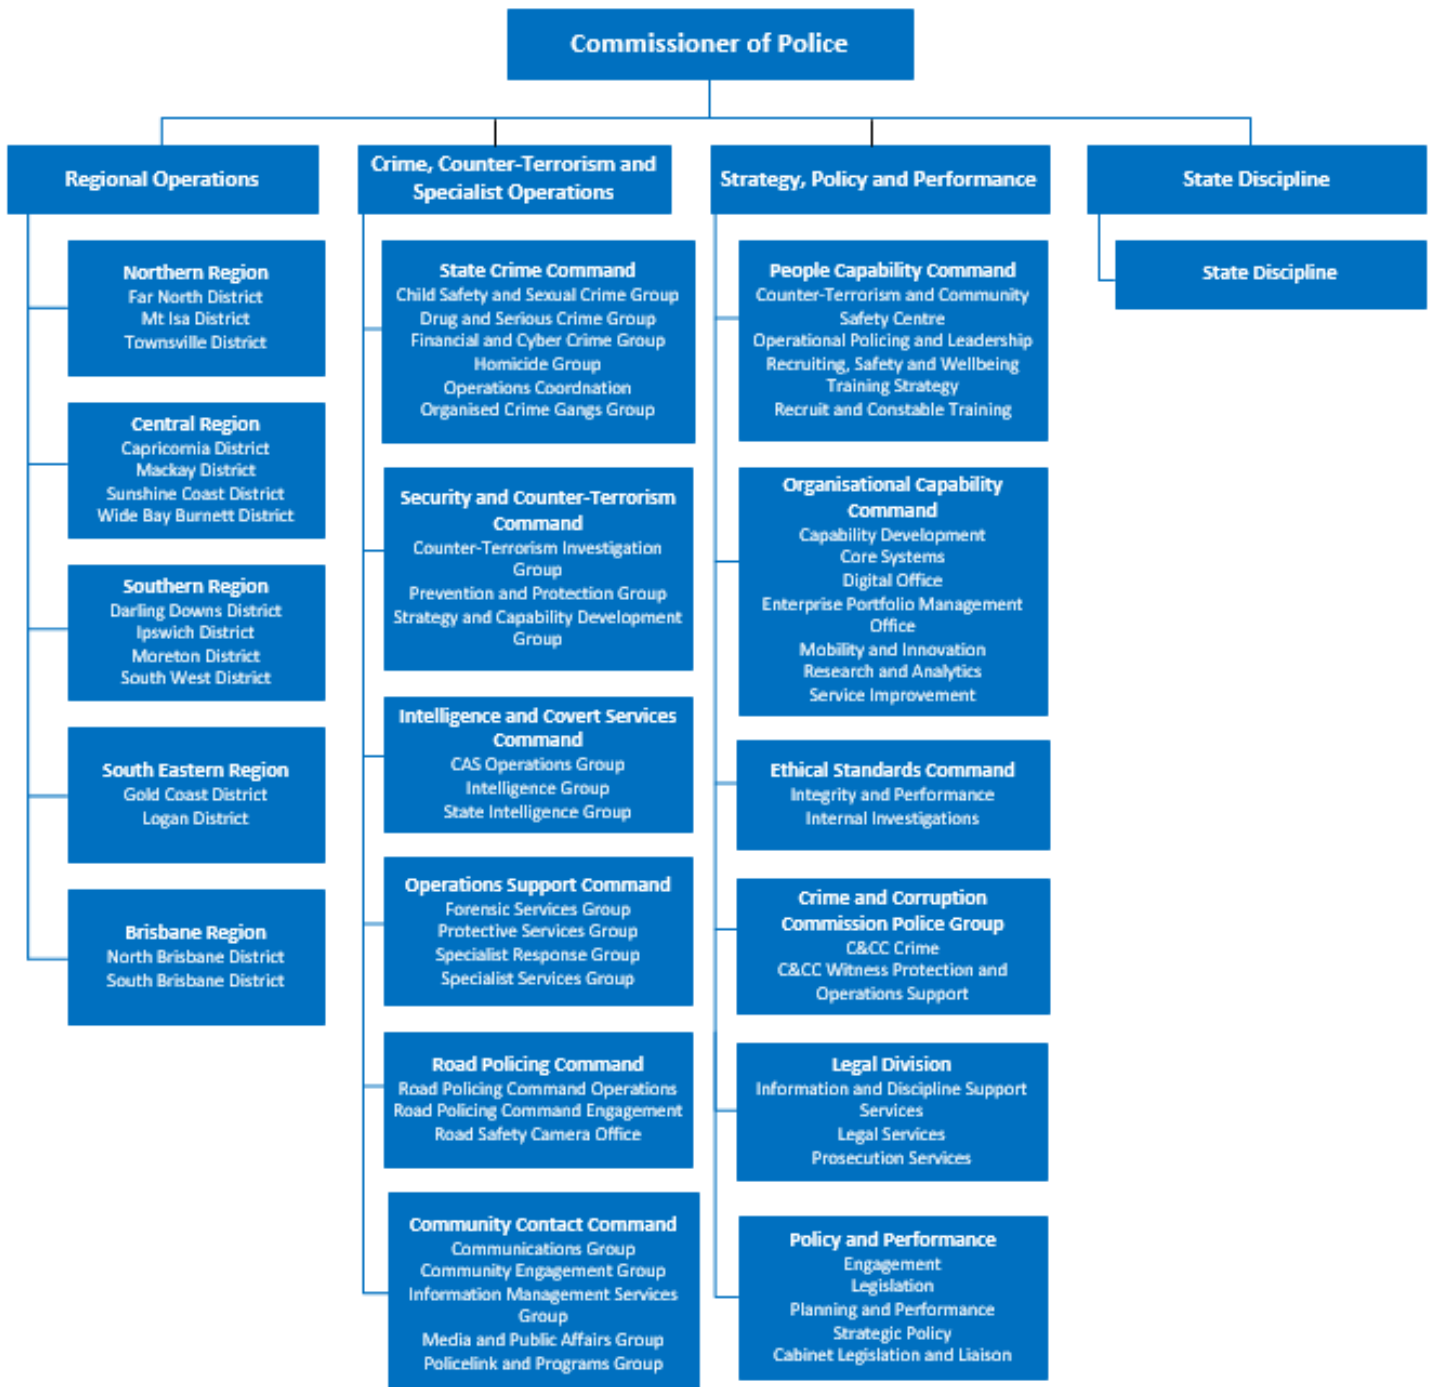 Commissioner of Police
Regional Operations
Northern Region
Far North District
Mt Isa District
Townsville District
Central Region
Capricornia District
Mackay District
Sunshine Coast District
Wide Bay Burnett District
Southern Region
Darling Downs District
Ipswich District
Moreton District
South West District
South Eastern Region
Gold Coast District
Logan District
Brisbane Region
North Brisbane District
South Brisbane District
Crime, Counter-Terrorism and
Specialist Operations
State Crime Command
Child Safety and Sexual Crime Group
Drug and Serious Crime Group
Financial and Cyber Crime Group
Homicide Group
Operations Coordnation
Organised Crime Gangs Group
Security and Counter-Terrorism
Command
Counter-Terrorism Investigation
Group
Prevention and Protection Group
Strategy and Capability Development
Group
Intelligence and Covert Services
Command
CAS Operations Group
Intelligence Group
State Intelligence Group
Operations Support Command
Forensic Services Group
Protective Services Group
Specialist Response Group
Specialist Services Group
Road Policing Command
Road Policing Command Operations
Road Policing Command Engagement
Road Safety Camera Office
Community Contact Command
Communications Group
Community Engagement Group
Information Management Services
Group
Media and Public Affairs Group
Policelink and Programs Group
Strategy, Policy and Performance
People Capability Command
Counter-Terrorism and Community
Safety Centre
Operational Policing and Leadership
Recruiting, Safety and Wellbeing
Training Strategy
Recruit and Constable Training
Organisational Capability
Command
Capability Development
Core Systems
Digital Office
Enterprise Portfolio Management
Office
Mobility and Innovation
Research and Analytics
Service Improvement
Ethical Standards Command
Integrity and Performance
Internal Investigations
Crime and Corruption
Commission Police Group
C&CC Crime
C&CC Witness Protection and
Operations Support
Legal Division
Information and Discipline Support
Services
Legal Services
Prosecution Services
Policy and Performance
Engagement
Legislation
Planning and Performance
Strategic Policy
Cabinet Legislation and Liaison
State Discipline
State Discipline